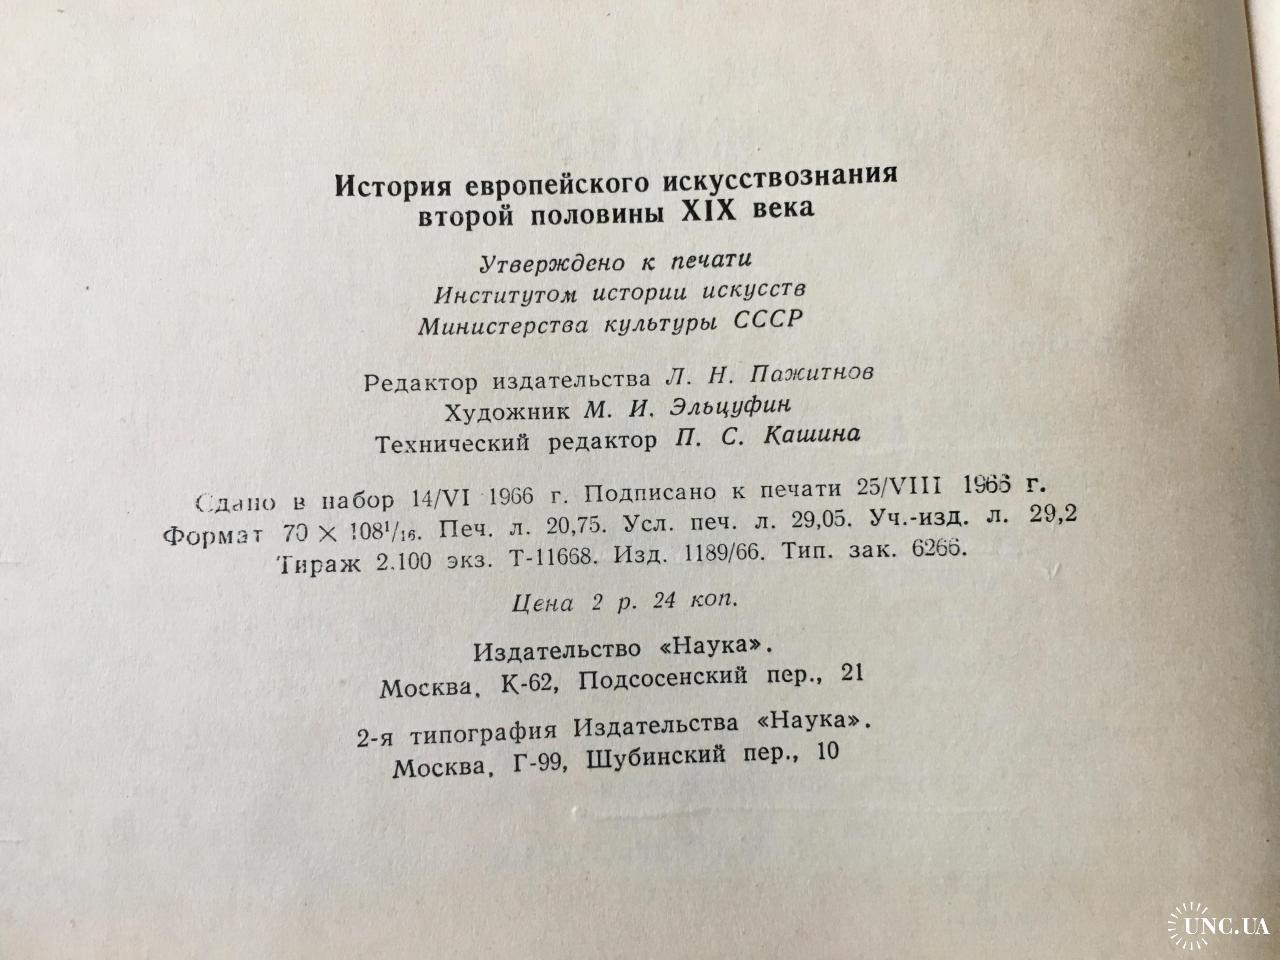 История европейского искусствознания
второй половины XIX века
Утверждено к печати
Институтом истории искусств
Министерства культуры СССР
Редактор издательства Л. Н. Пажитнов
Художник М. И. Эльцуфин
Технический редактор П. С. Кашина
Сдано в набор 14/VI 1966 г. Подписано к печати 25/VIII 1966 г.
Формат 70 × 108¹/₁₆. Печ. л. 20,75. Усл. печ. л. 29,05. Уч.-изд. л. 29,2
Тираж 2.100 экз. Т-11668. Изд. 1189/66. Тип. зак. 6266.
Цена 2 р. 24 коп.
Издательство «Наука».
Москва, К-62, Подсосенский пер., 21
2-я типография Издательства «Наука».
Москва, Г-99, Шубинский пер., 10
UNC.UA